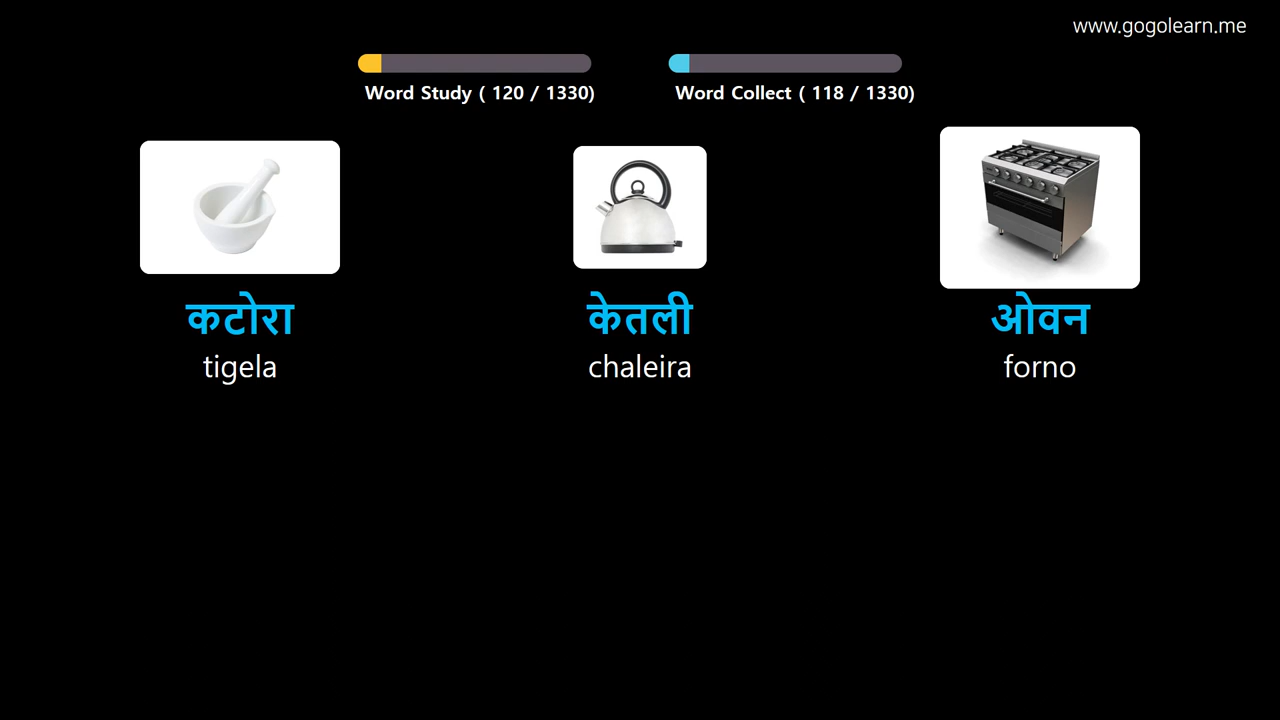 www.gogolearn.me
Word Study ( 120 / 1330)
Word Collect ( 118 / 1330)
कटोरा
केतली
ओवन
tigela
chaleira
forno